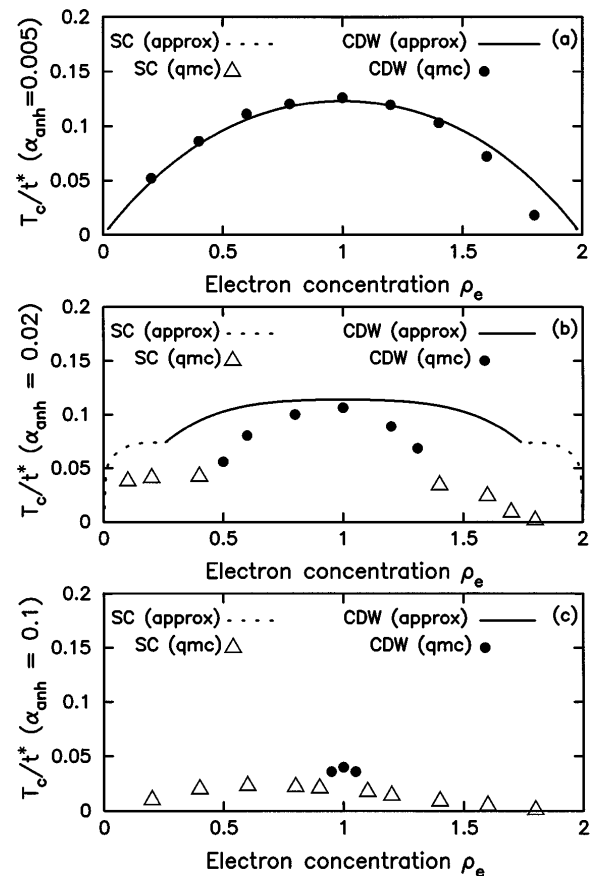 0.2
SC (approx) CDW (approx) (a)
SC (qmc) CDW (qmc)
0.15
0.1
0.05
0
0 0.5 1 1.5 2
T_c/t* (α_anh=0.005)
Electron concentration ρ_e
0.2
SC (approx) CDW (approx) (b)
SC (qmc) CDW (qmc)
0.15
0.1
0.05
0
0 0.5 1 1.5 2
T_c/t* (α_anh = 0.02)
Electron concentration ρ_e
0.2
SC (approx) CDW (approx) (c)
SC (qmc) CDW (qmc)
0.15
0.1
0.05
0
0 0.5 1 1.5 2
T_c/t* (α_anh = 0.1)
Electron concentration ρ_e